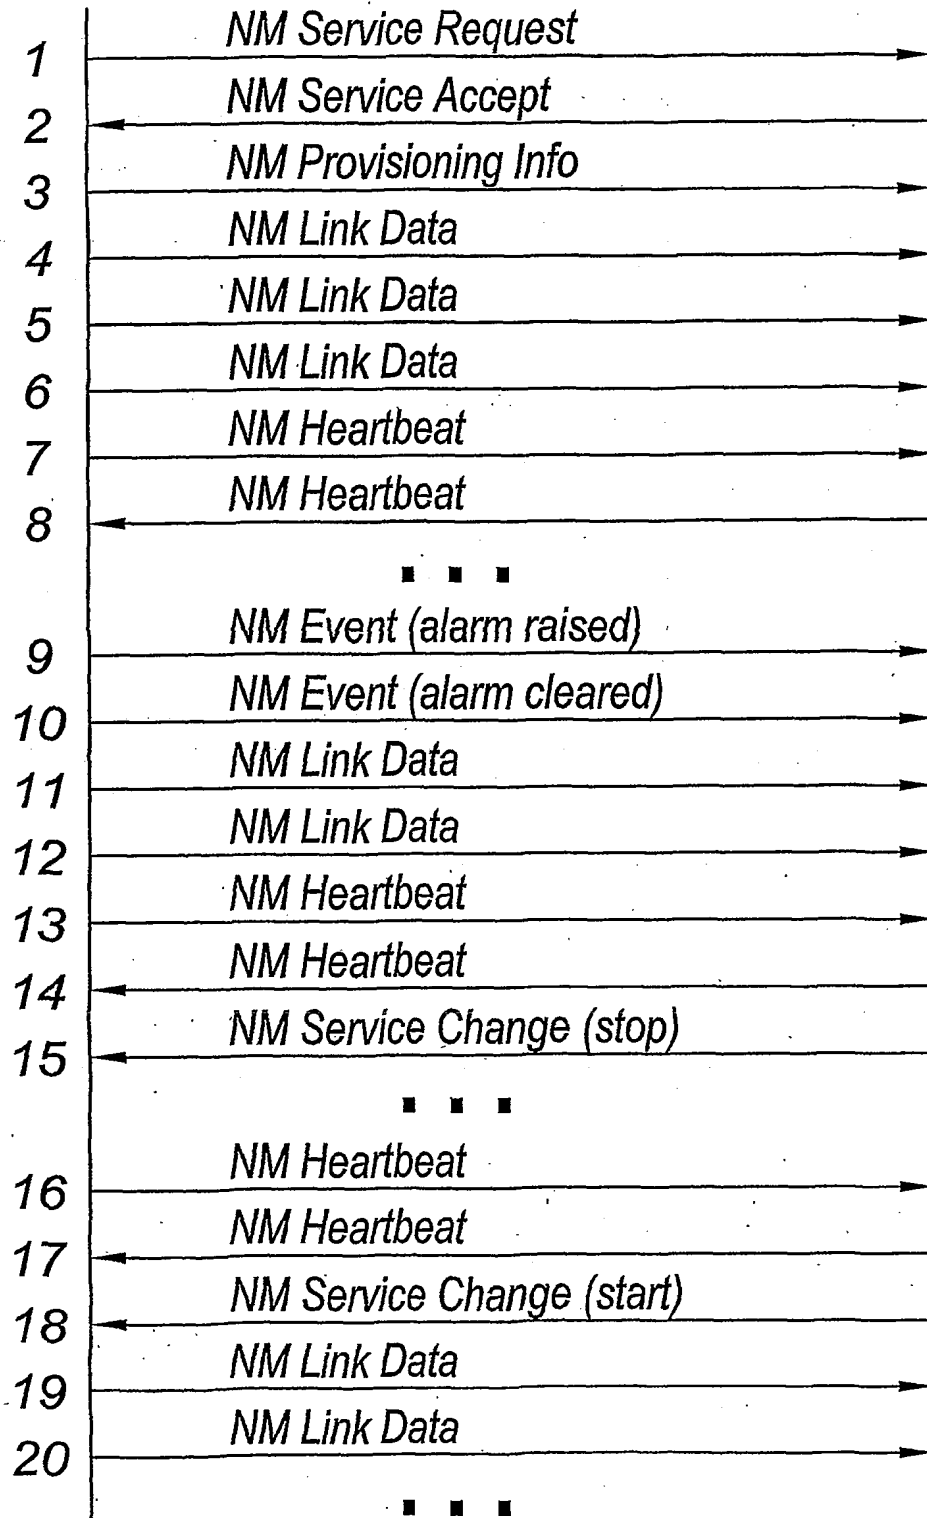 NM Service Request
1
NM Service Accept
2
NM Provisioning Info
3
NM Link Data
4
NM Link Data
5
NM Link Data
6
NM Heartbeat
7
NM Heartbeat
8
NM Event (alarm raised)
9
NM Event (alarm cleared)
10
NM Link Data
11
NM Link Data
12
NM Heartbeat
13
NM Heartbeat
14
NM Service Change (stop)
15
NM Heartbeat
16
NM Heartbeat
17
NM Service Change (start)
18
NM Link Data
19
NM Link Data
20